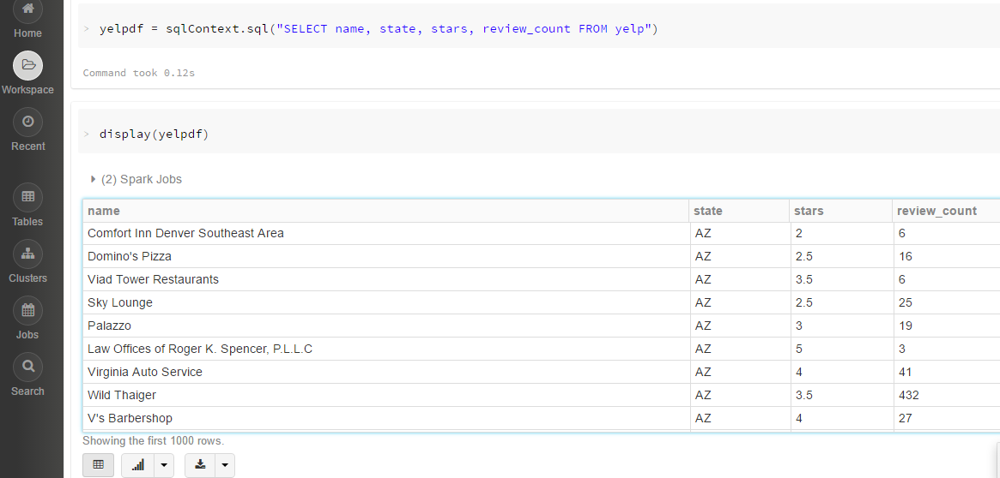 Home
Workspace
Recent
Tables
Clusters
Jobs
Search
> yelpdf = sqlContext.sql("SELECT name, state, stars, review_count FROM yelp")
Command took 0.12s
> display(yelpdf)
(2) Spark Jobs
name state stars review_count
Comfort Inn Denver Southeast Area AZ 2 6
Domino's Pizza AZ 2.5 16
Viad Tower Restaurants AZ 3.5 6
Sky Lounge AZ 2.5 25
Palazzo AZ 3 19
Law Offices of Roger K. Spencer, P.L.L.C AZ 5 3
Virginia Auto Service AZ 4 41
Wild Thaiger AZ 3.5 432
V's Barbershop AZ 4 27
Showing the first 1000 rows.